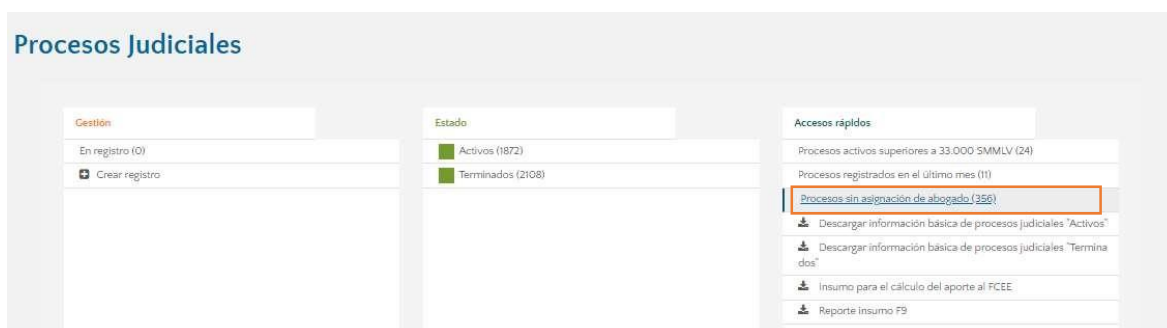 Procesos Judiciales
Gestión
En registro (0)
Crear registro
Estado
Activos (1872)
Terminados (2108)
Accesos rápidos
Procesos activos superiores a 33.000 SMMLV (24)
Procesos registrados en el último mes (11)
Procesos sin asignación de abogado (356)
Descargar información básica de procesos judiciales "Activos"
Descargar información básica de procesos judiciales "Termina
dos"
Insumo para el cálculo del aporte al FCEE
Reporte insumo F9